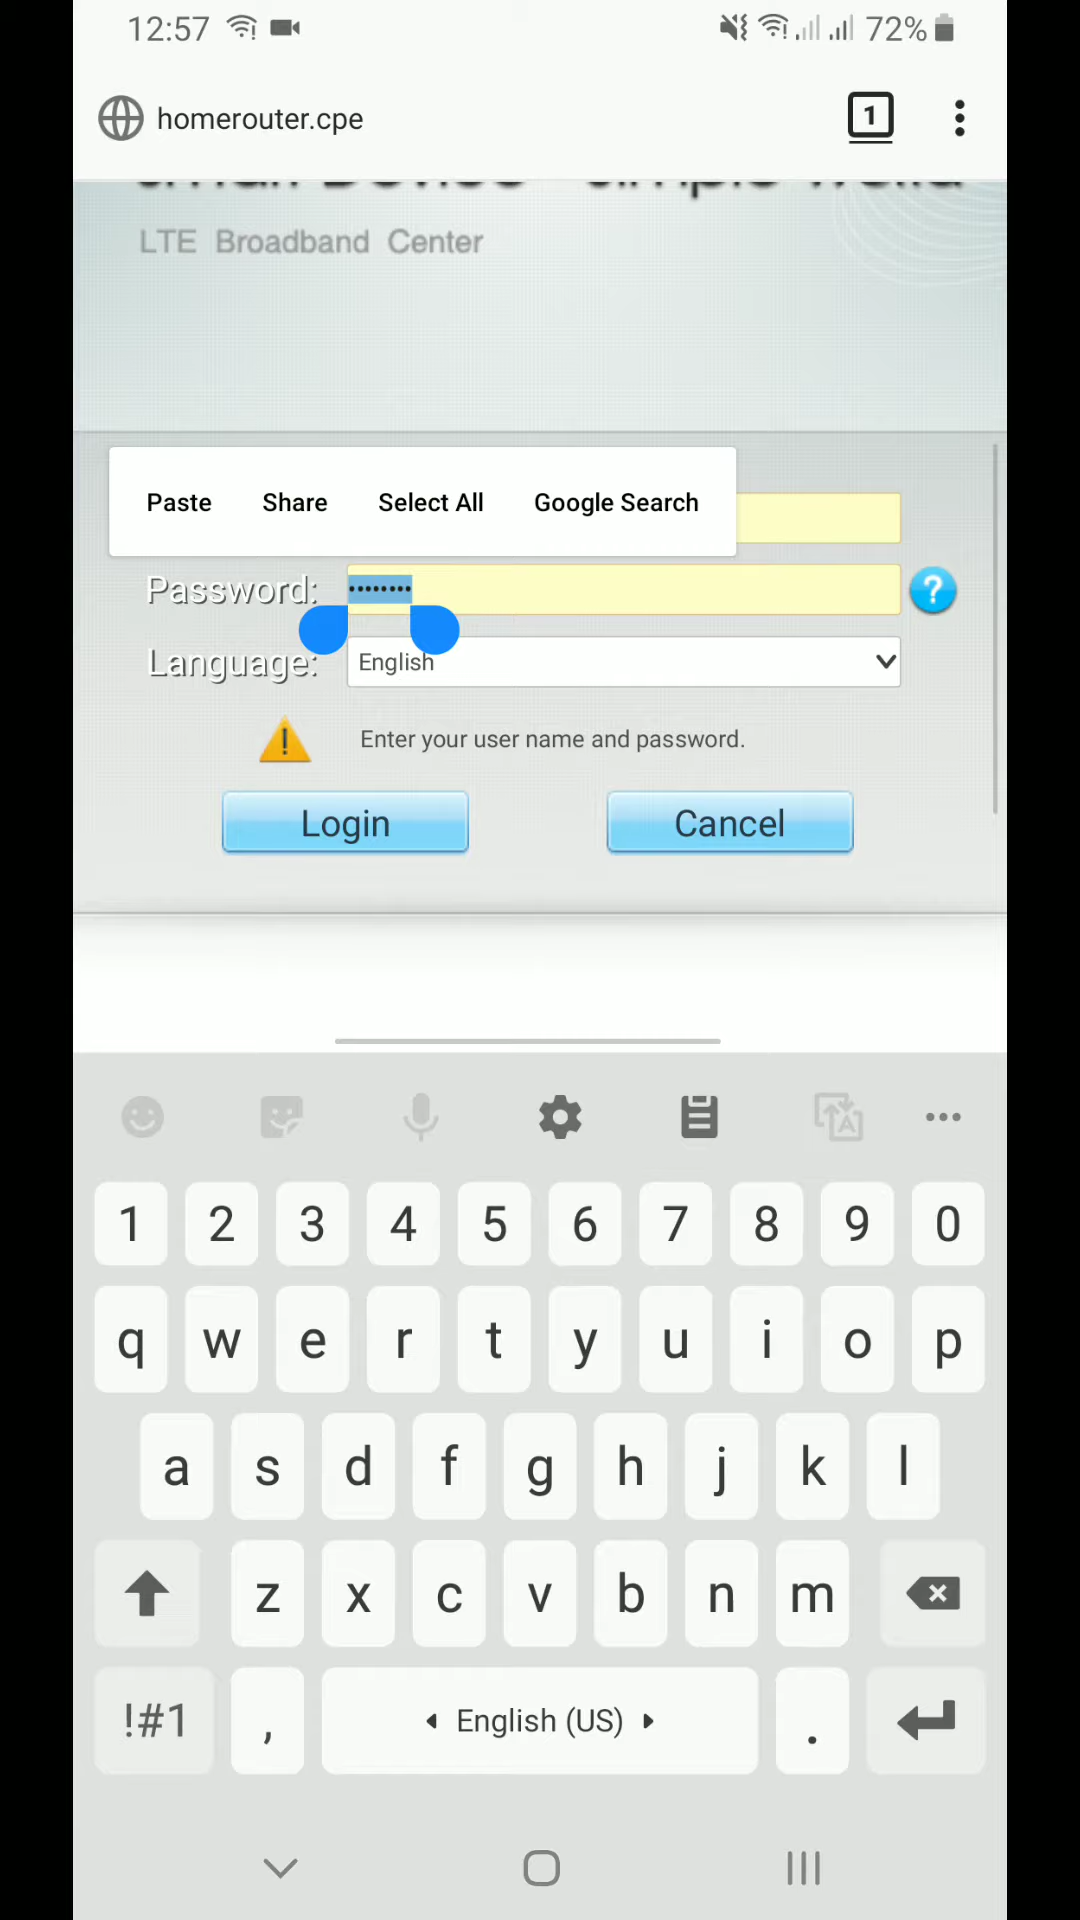 12:57 72%
homerouter.cpe 1
LTE Broadband Center
Paste Share Select All Google Search
Password: ••••••••
Language: English
Enter your user name and password.
Login Cancel
1 2 3 4 5 6 7 8 9 0
q w e r t y u i o p
a s d f g h j k l
z x c v b n m
!#1 , English (US) .